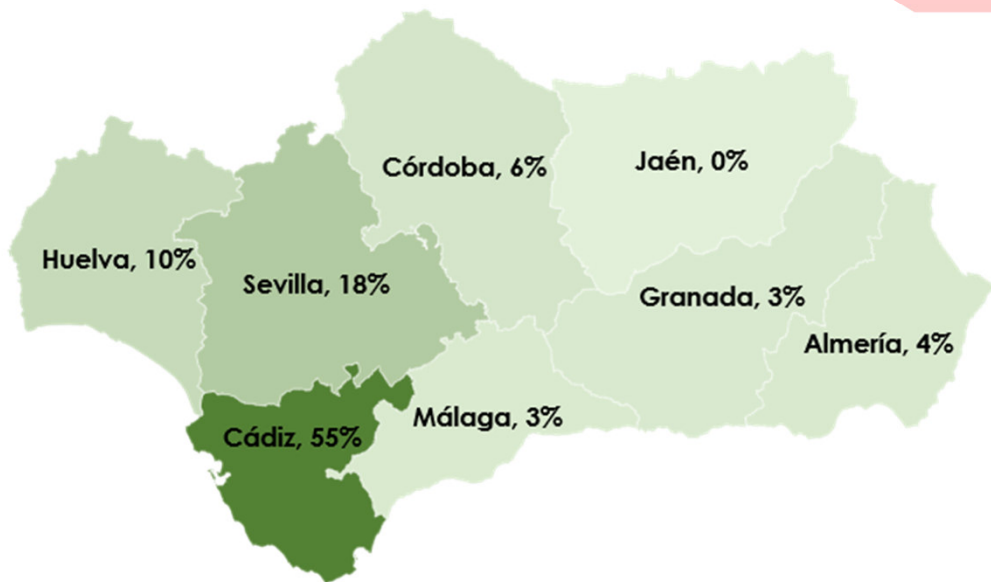 Córdoba, 6%
Jaén, 0%
Huelva, 10%
Sevilla, 18%
Granada, 3%
Almería, 4%
Málaga, 3%
Cádiz, 55%